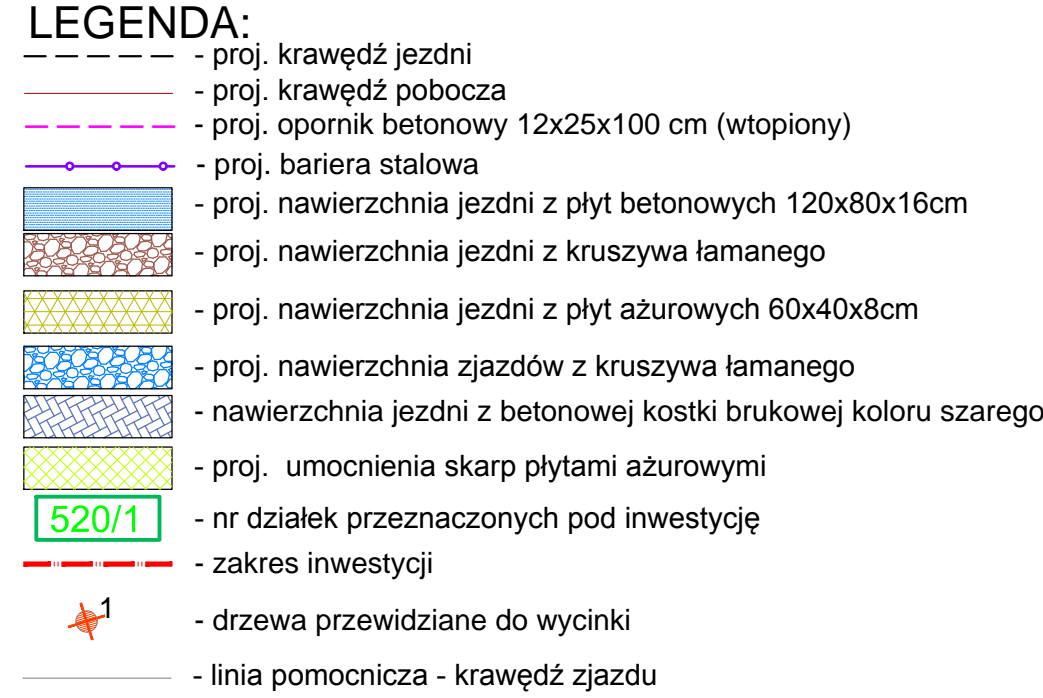 LEGENDA:
- proj. krawędź jezdni
- proj. krawędź pobocza
- proj. opornik betonowy 12x25x100 cm (wtopiony)
- proj. bariera stalowa
- proj. nawierzchnia jezdni z płyt betonowych 120x80x16cm
- proj. nawierzchnia jezdni z kruszywa łamanego
- proj. nawierzchnia jezdni z płyt ażurowych 60x40x8cm
- proj. nawierzchnia zjazdów z kruszywa łamanego
- nawierzchnia jezdni z betonowej kostki brukowej koloru szarego
- proj. umocnienia skarp płytami ażurowymi
520/1 - nr działek przeznaczonych pod inwestycję
- zakres inwestycji
1 - drzewa przewidziane do wycinki
- linia pomocnicza - krawędź zjazdu